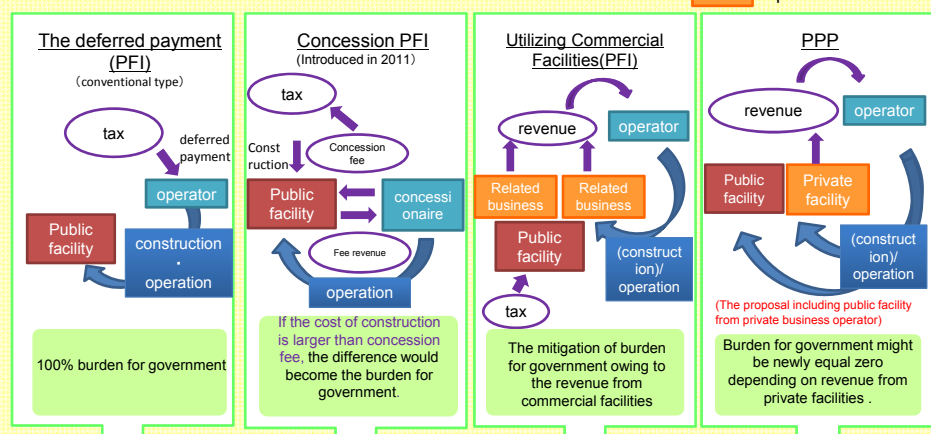 The deferred payment
(PFI)
(conventional type)
tax
deferred
payment
operator
Public
facility
construction
・
operation
100% burden for government
Concession PFI
(Introduced in 2011)
tax
Const
ruction
Concession
fee
Public
facility
concessi
onaire
Fee revenue
operation
If the cost of construction
is larger than concession
fee, the difference would
become the burden for
government.
Utilizing Commercial
Facilities(PFI)
revenue
operator
Related
business
Related
business
Public
facility
(construct
ion)/
operation
tax
The mitigation of burden
for government owing to
the revenue from
commercial facilities
PPP
revenue
operator
Public
facility
Private
facility
(construct
ion)/
operation
(The proposal including public facility
from private business operator)
Burden for government might
be newly equal zero
depending on revenue from
private facilities .